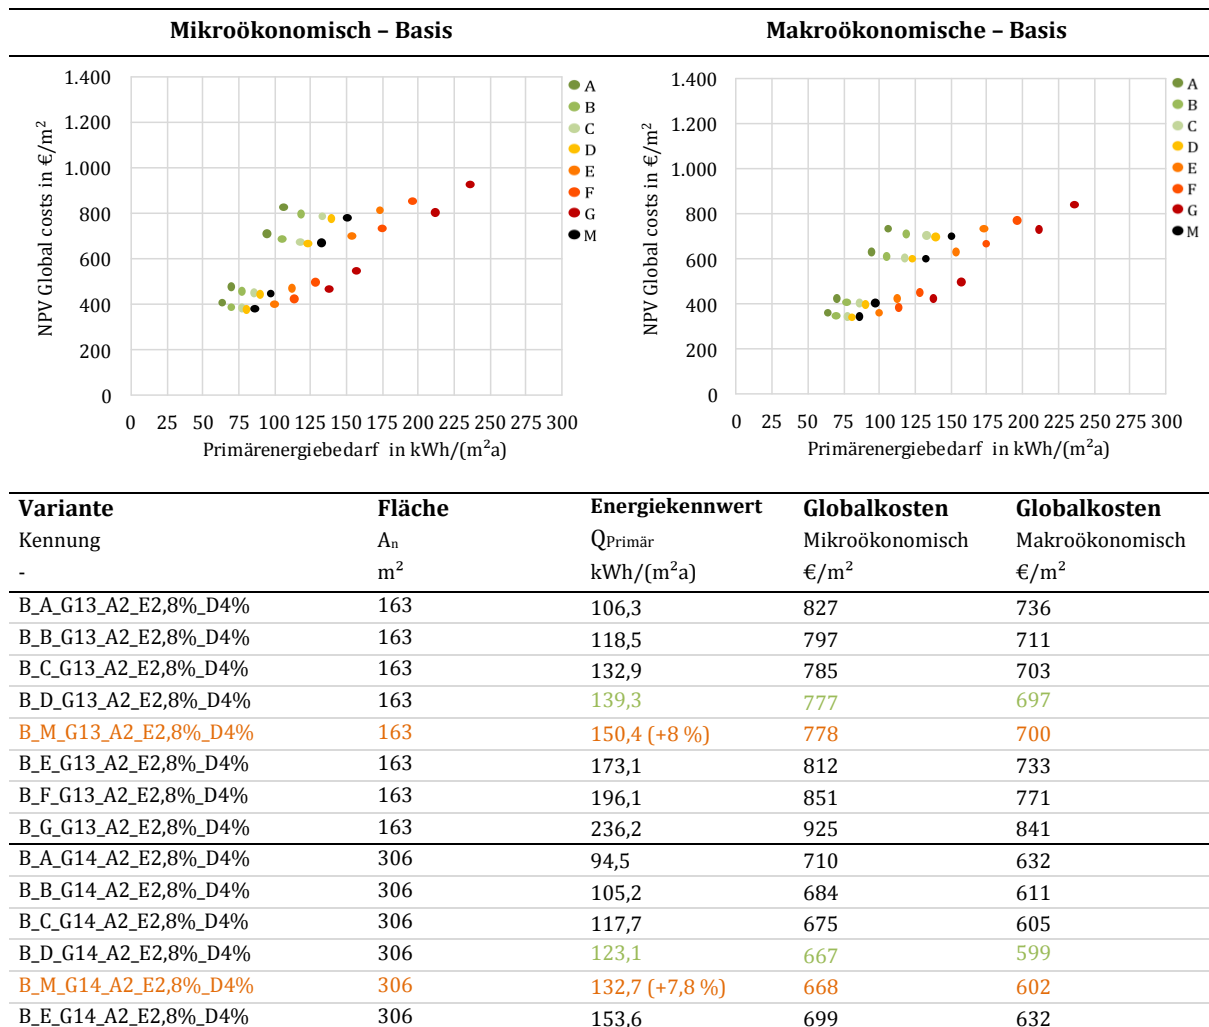 Mikroökonomisch – Basis
Makroökonomische – Basis
NPV Global costs in €/m²
1.400
1.200
1.000
800
600
400
200
0
0 25 50 75 100 125 150 175 200 225 250 275 300
Primärenergiebedarf in kWh/(m²a)
A
B
C
D
E
F
G
M
NPV Global costs in €/m²
1.400
1.200
1.000
800
600
400
200
0
0 25 50 75 100 125 150 175 200 225 250 275 300
Primärenergiebedarf in kWh/(m²a)
A
B
C
D
E
F
G
M
Variante Fläche Energiekennwert Globalkosten Globalkosten
Kennung Aₙ QPrimär Mikroökonomisch Makroökonomisch
- m² kWh/(m²a) €/m² €/m²
B_A_G13_A2_E2,8%_D4% 163 106,3 827 736
B_B_G13_A2_E2,8%_D4% 163 118,5 797 711
B_C_G13_A2_E2,8%_D4% 163 132,9 785 703
B_D_G13_A2_E2,8%_D4% 163 139,3 777 697
B_M_G13_A2_E2,8%_D4% 163 150,4 (+8 %) 778 700
B_E_G13_A2_E2,8%_D4% 163 173,1 812 733
B_F_G13_A2_E2,8%_D4% 163 196,1 851 771
B_G_G13_A2_E2,8%_D4% 163 236,2 925 841
B_A_G14_A2_E2,8%_D4% 306 94,5 710 632
B_B_G14_A2_E2,8%_D4% 306 105,2 684 611
B_C_G14_A2_E2,8%_D4% 306 117,7 675 605
B_D_G14_A2_E2,8%_D4% 306 123,1 667 599
B_M_G14_A2_E2,8%_D4% 306 132,7 (+7,8 %) 668 602
B_E_G14_A2_E2,8%_D4% 306 153,6 699 632